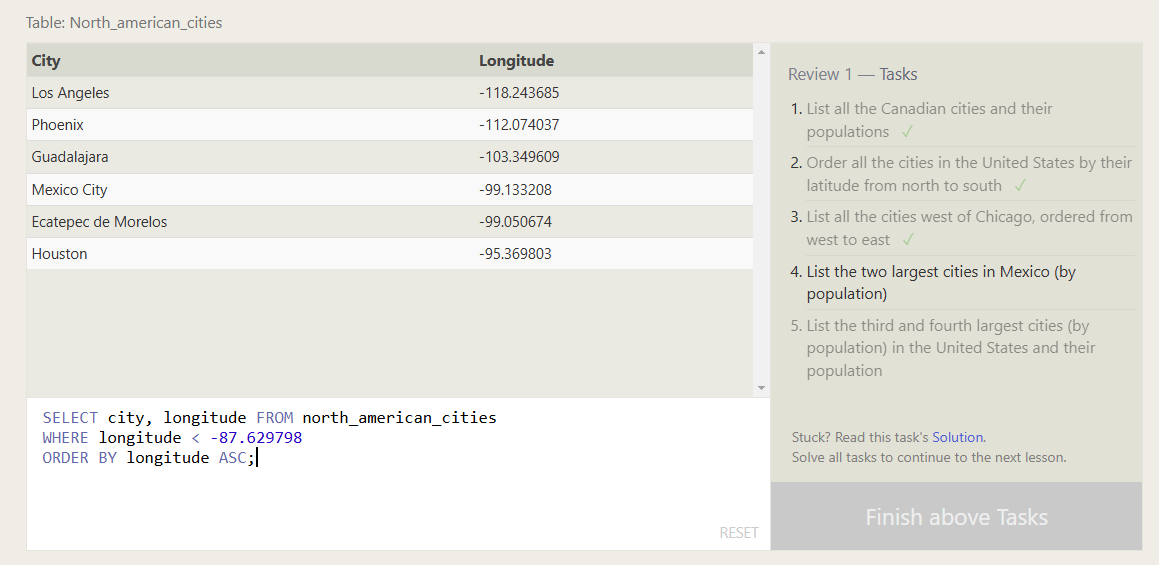 Table: North_american_cities
City Longitude
Los Angeles -118.243685
Phoenix -112.074037
Guadalajara -103.349609
Mexico City -99.133208
Ecatepec de Morelos -99.050674
Houston -95.369803
SELECT city, longitude FROM north_american_cities
WHERE longitude < -87.629798
ORDER BY longitude ASC;
RESET
Review 1 — Tasks
1. List all the Canadian cities and their
populations ✓
2. Order all the cities in the United States by their
latitude from north to south ✓
3. List all the cities west of Chicago, ordered from
west to east ✓
4. List the two largest cities in Mexico (by
population)
5. List the third and fourth largest cities (by
population) in the United States and their
population
Stuck? Read this task's Solution.
Solve all tasks to continue to the next lesson.
Finish above Tasks